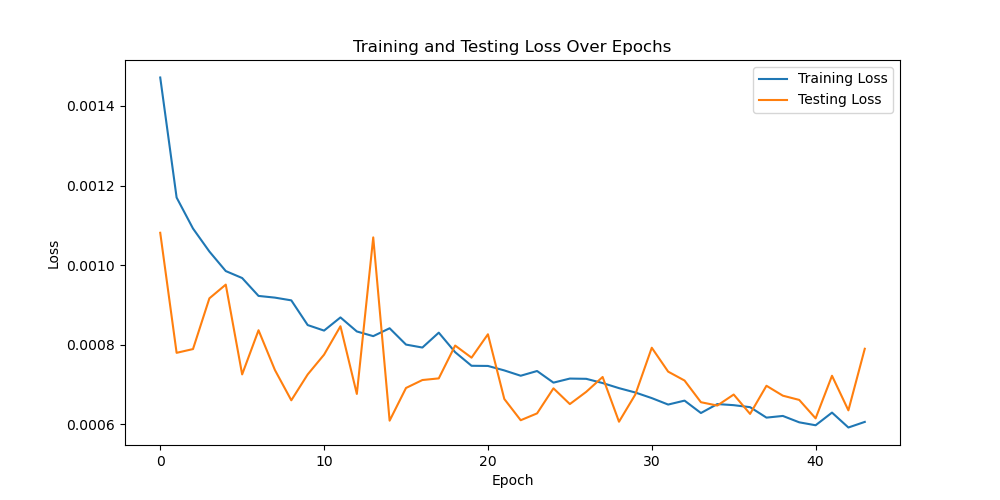 Training and Testing Loss Over Epochs
Training Loss
Testing Loss
0.0014
0.0012
0.0010
0.0008
0.0006
Loss
0 10 20 30 40
Epoch